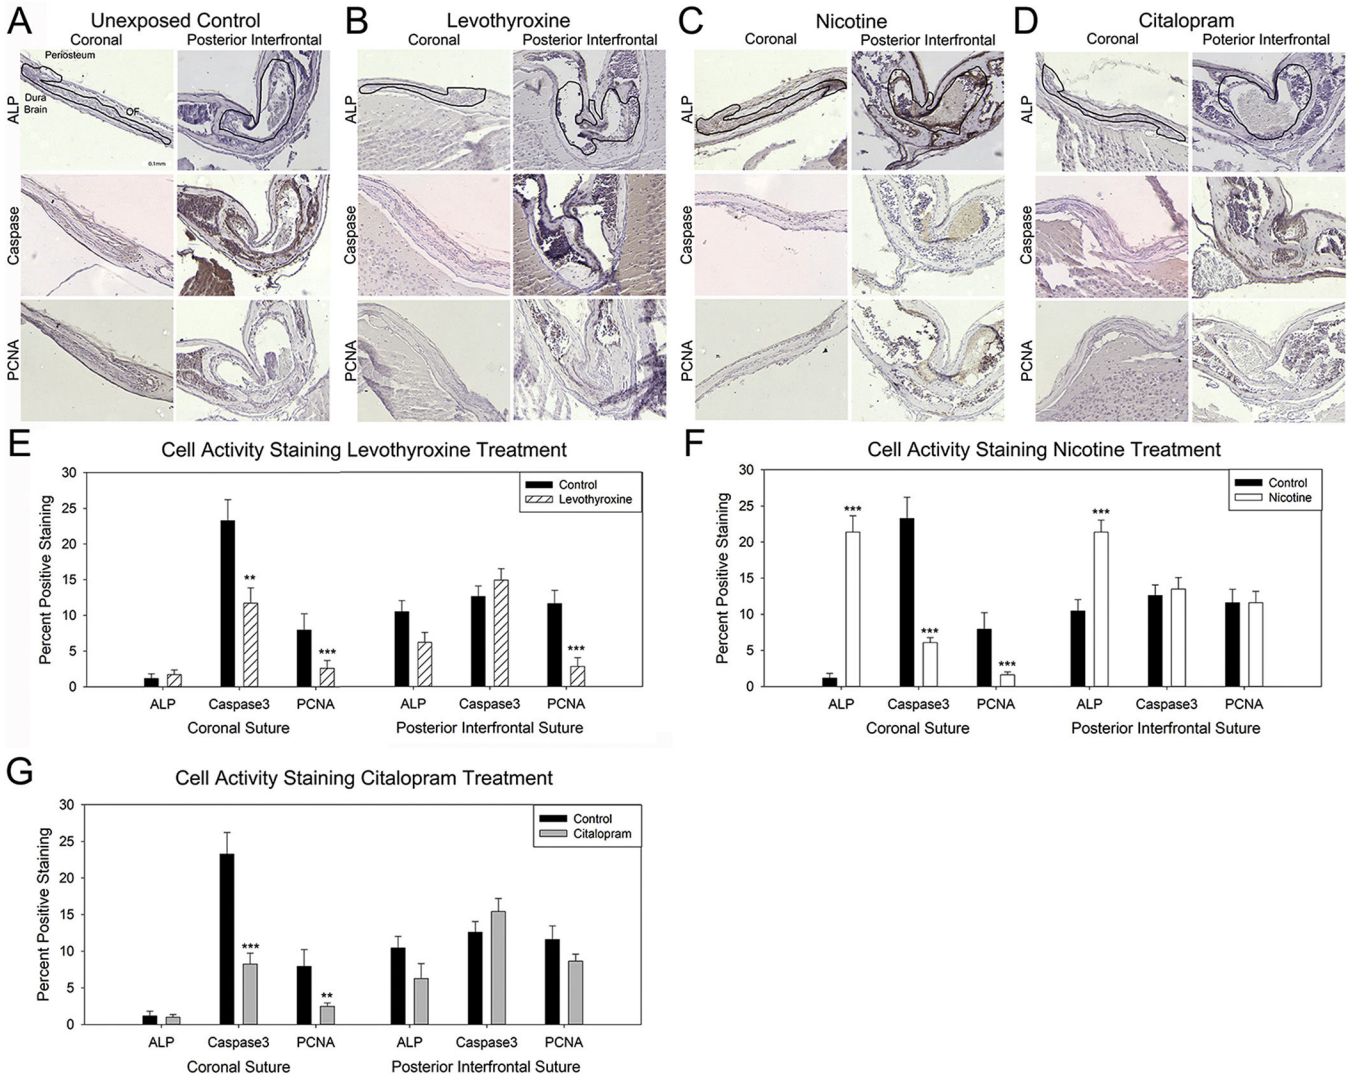 A Unexposed Control
Coronal Posterior Interfrontal
B Levothyroxine
Coronal Posterior Interfrontal
C Nicotine
Coronal Posterior Interfrontal
D Citalopram
Coronal Posterior Interfrontal
ALP
Periosteum
Dura
Brain
OF
0.1mm
ALP
ALP
ALP
Caspase
Caspase
Caspase
Caspase
PCNA
PCNA
PCNA
PCNA
E Cell Activity Staining Levothyroxine Treatment
Percent Positive Staining
30
25
20
15
10
5
0
Control
Levothyroxine
**
***
***
ALP Caspase3 PCNA ALP Caspase3 PCNA
Coronal Suture Posterior Interfrontal Suture
F Cell Activity Staining Nicotine Treatment
Percent Positive Staining
30
25
20
15
10
5
0
Control
Nicotine
***
***
***
***
ALP Caspase3 PCNA ALP Caspase3 PCNA
Coronal Suture Posterior Interfrontal Suture
G Cell Activity Staining Citalopram Treatment
Percent Positive Staining
30
25
20
15
10
5
0
Control
Citalopram
***
**
ALP Caspase3 PCNA ALP Caspase3 PCNA
Coronal Suture Posterior Interfrontal Suture